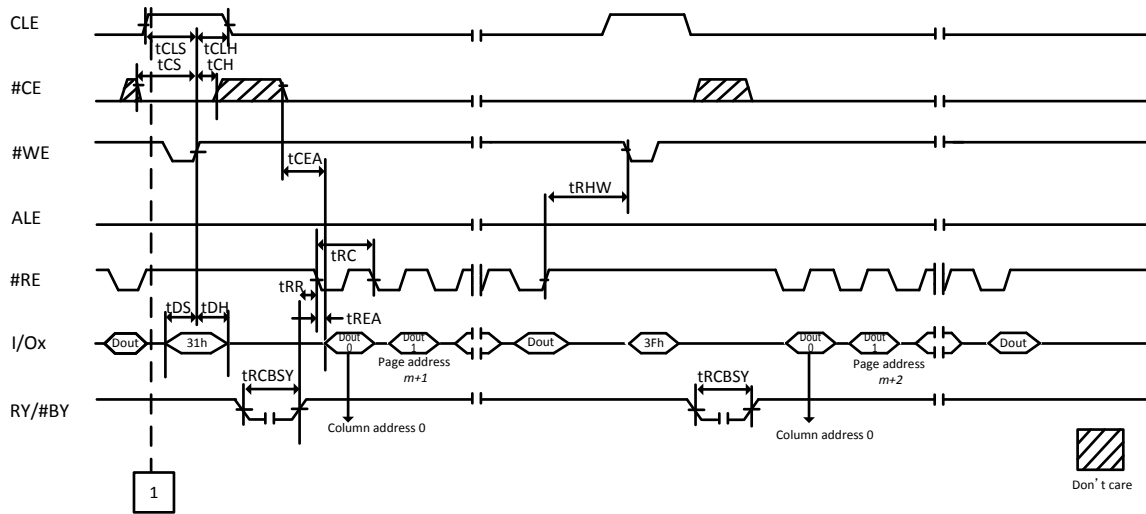 CLE
tCLS
tCLH
tCS
tCH
#CE
#WE
tCEA
tRHW
ALE
tRC
#RE
tRR
tDS
tDH
tREA
I/Ox
Dout
31h
Dout
0
Dout
1
Dout
3Fh
Dout
0
Dout
1
Dout
Page address
m+1
Page address
m+2
tRCBSY
tRCBSY
RY/#BY
Column address 0
Column address 0
1
Don't care